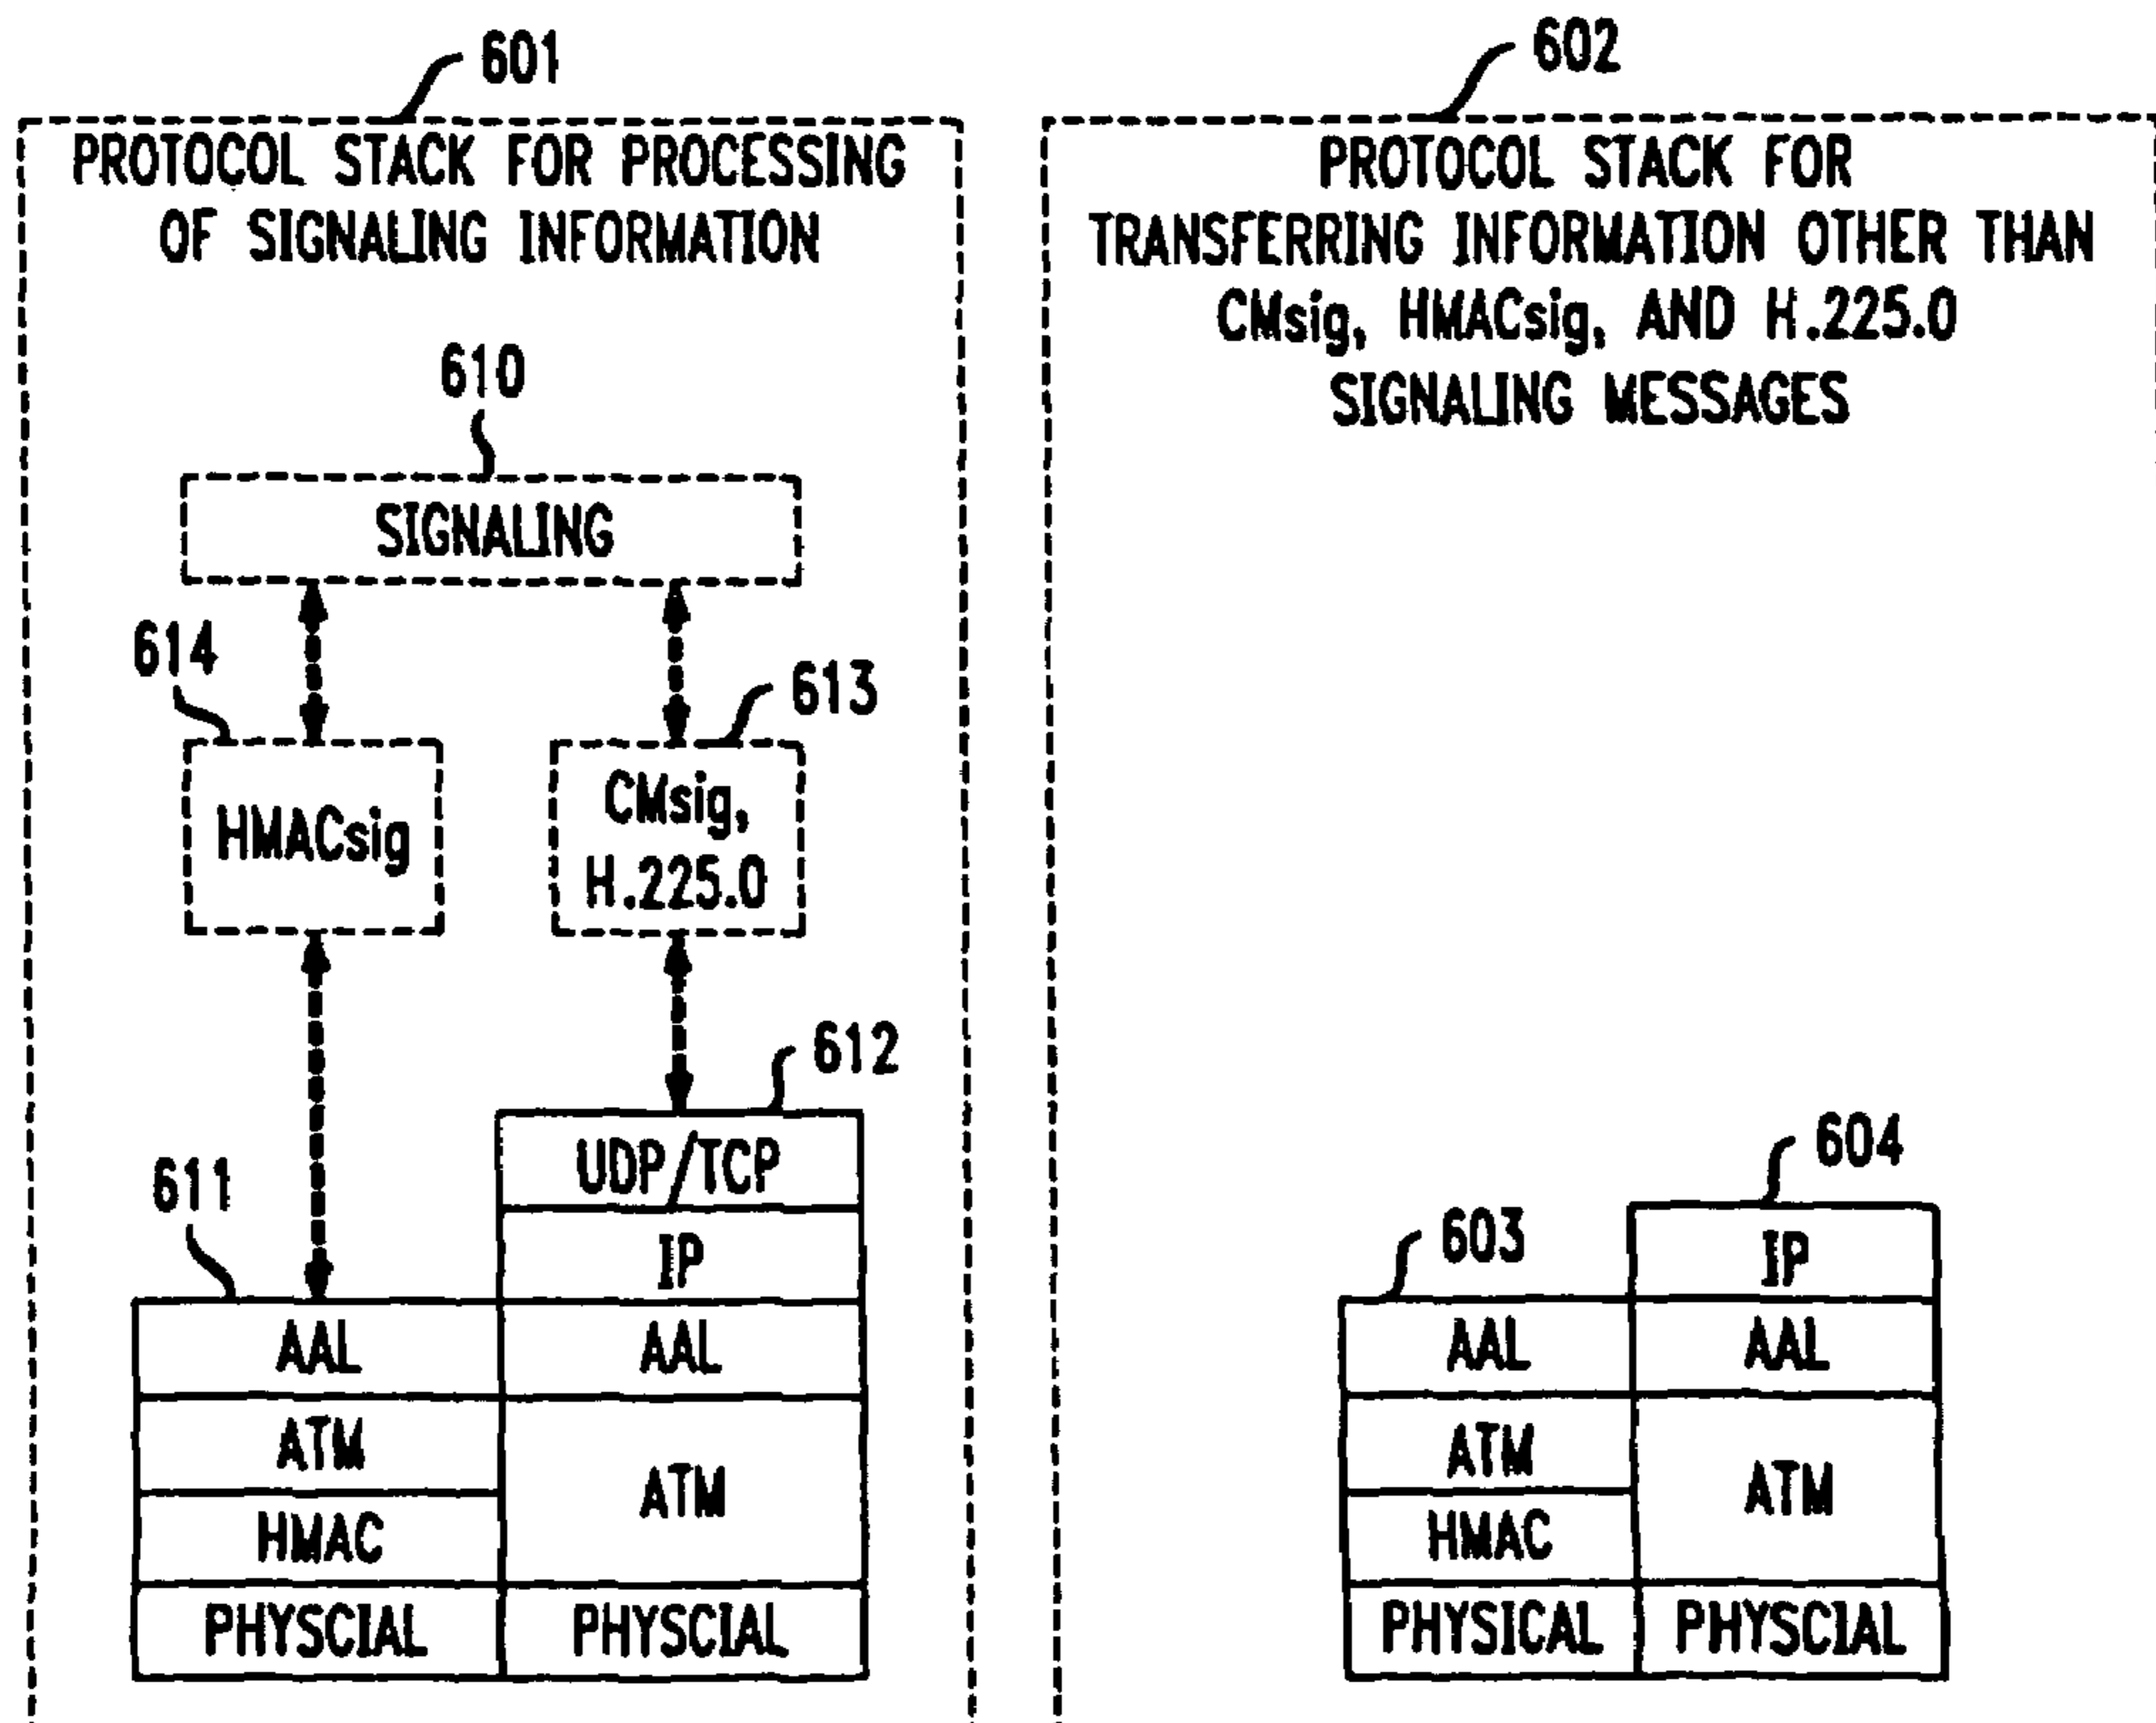 601
PROTOCOL STACK FOR PROCESSING
OF SIGNALING INFORMATION
610
SIGNALING
614
613
HMACsig
CMsig,
H.225.0
612
UDP/TCP
IP
611
AAL
AAL
ATM
ATM
HMAC
PHYSCIAL
PHYSCIAL
602
PROTOCOL STACK FOR
TRANSFERRING INFORMATION OTHER THAN
CMsig, HMACsig, AND H.225.0
SIGNALING MESSAGES
604
603
IP
AAL
AAL
ATM
ATM
HMAC
PHYSICAL
PHYSCIAL